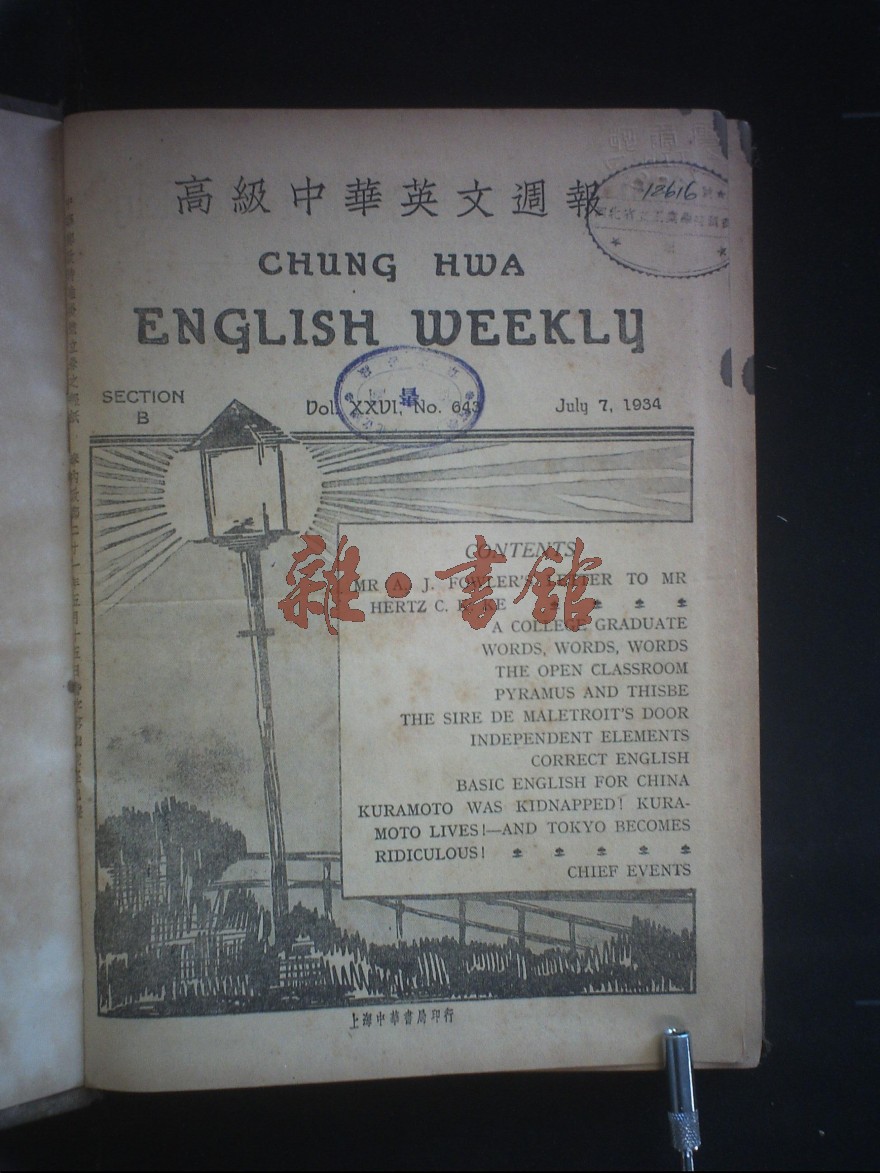 高級中華英文週報
12616
CHUNG HWA
ENGLISH WEEKLY
SECTION
B
Vol. XXVI, No. 643
July 7, 1934
CONTENTS
MR A. J. FOWLER'S LETTER TO MR
HERTZ C. K. KE
A COLLEGE GRADUATE
WORDS, WORDS, WORDS
THE OPEN CLASSROOM
PYRAMUS AND THISBE
THE SIRE DE MALETROIT'S DOOR
INDEPENDENT ELEMENTS
CORRECT ENGLISH
BASIC ENGLISH FOR CHINA
KURAMOTO WAS KIDNAPPED! KURA-
MOTO LIVES!—AND TOKYO BECOMES
RIDICULOUS!
CHIEF EVENTS
雜·書館
上海中華書局印行